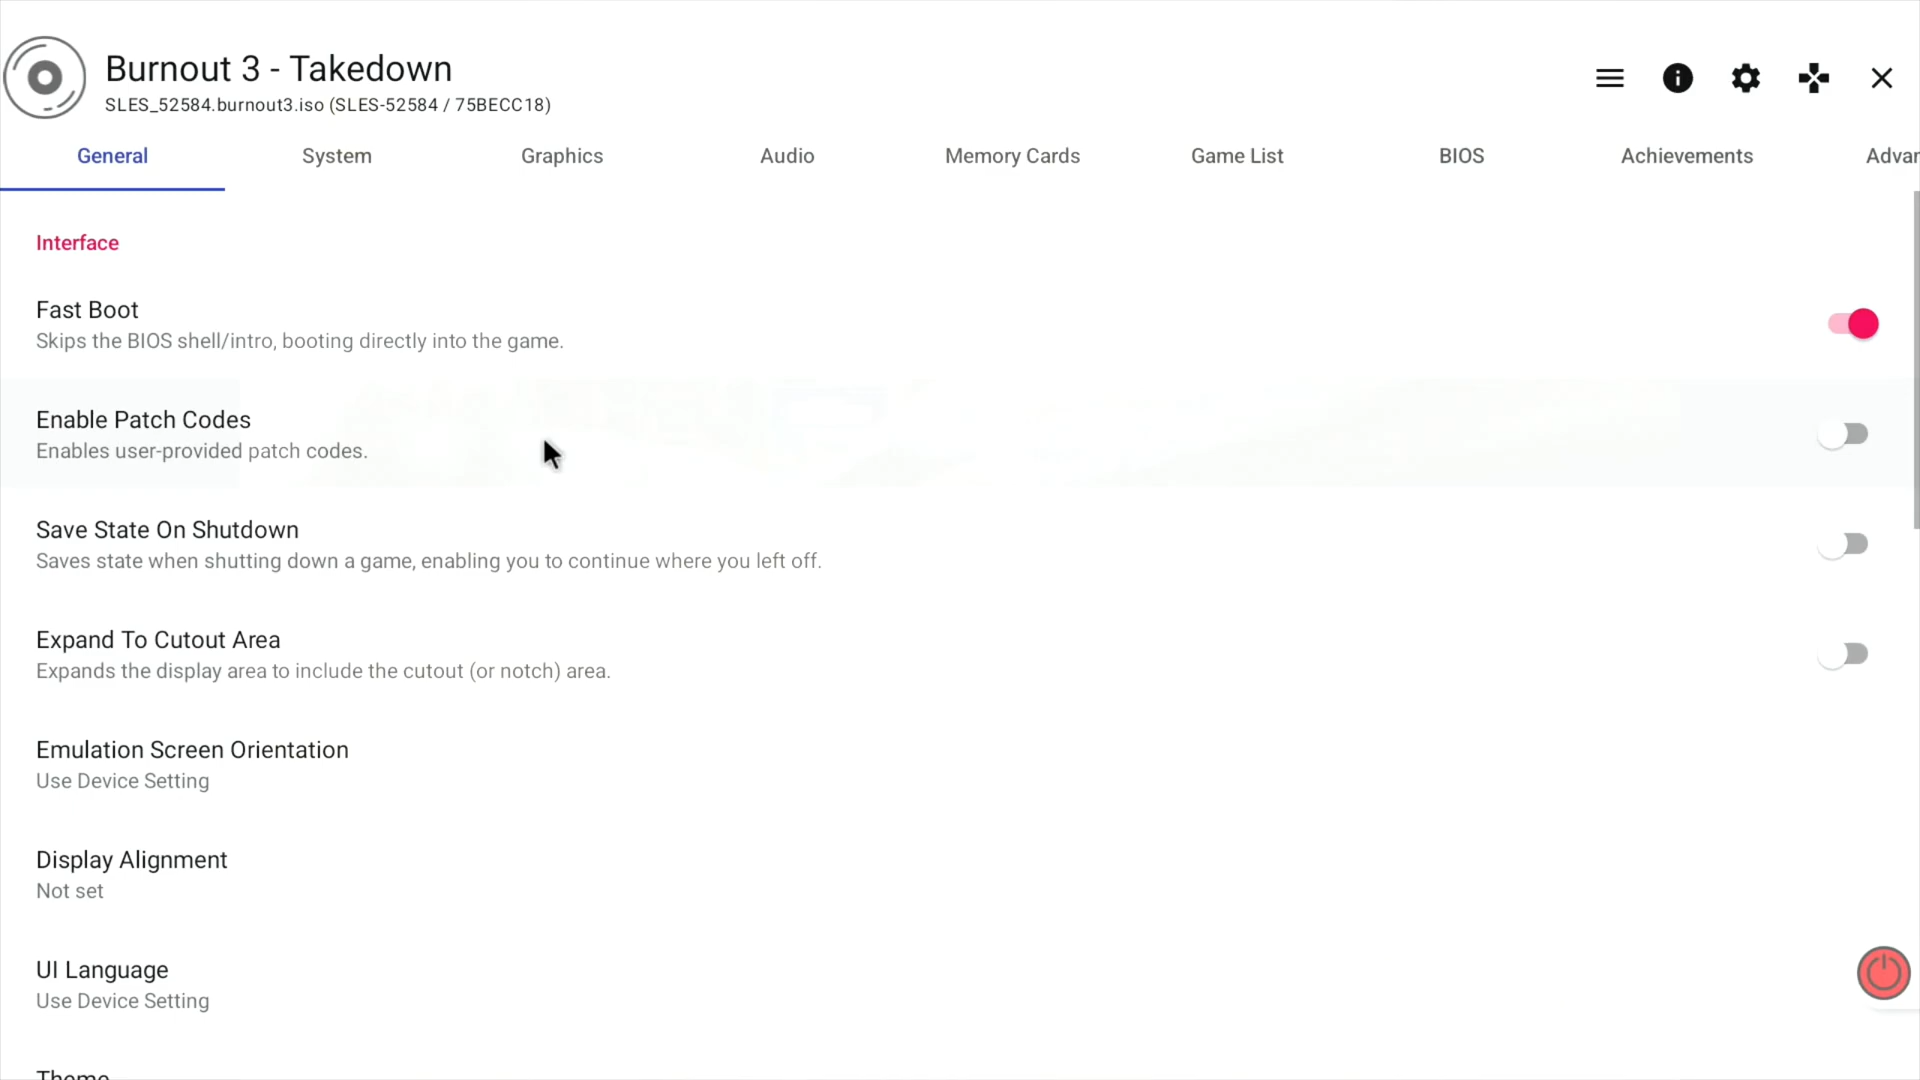 Burnout 3 - Takedown
SLES_52584.burnout3.iso (SLES-52584 / 75BECC18)
General System Graphics Audio Memory Cards Game List BIOS Achievements Advan
Interface
Fast Boot
Skips the BIOS shell/intro, booting directly into the game.
Enable Patch Codes
Enables user-provided patch codes.
Save State On Shutdown
Saves state when shutting down a game, enabling you to continue where you left off.
Expand To Cutout Area
Expands the display area to include the cutout (or notch) area.
Emulation Screen Orientation
Use Device Setting
Display Alignment
Not set
UI Language
Use Device Setting
Theme